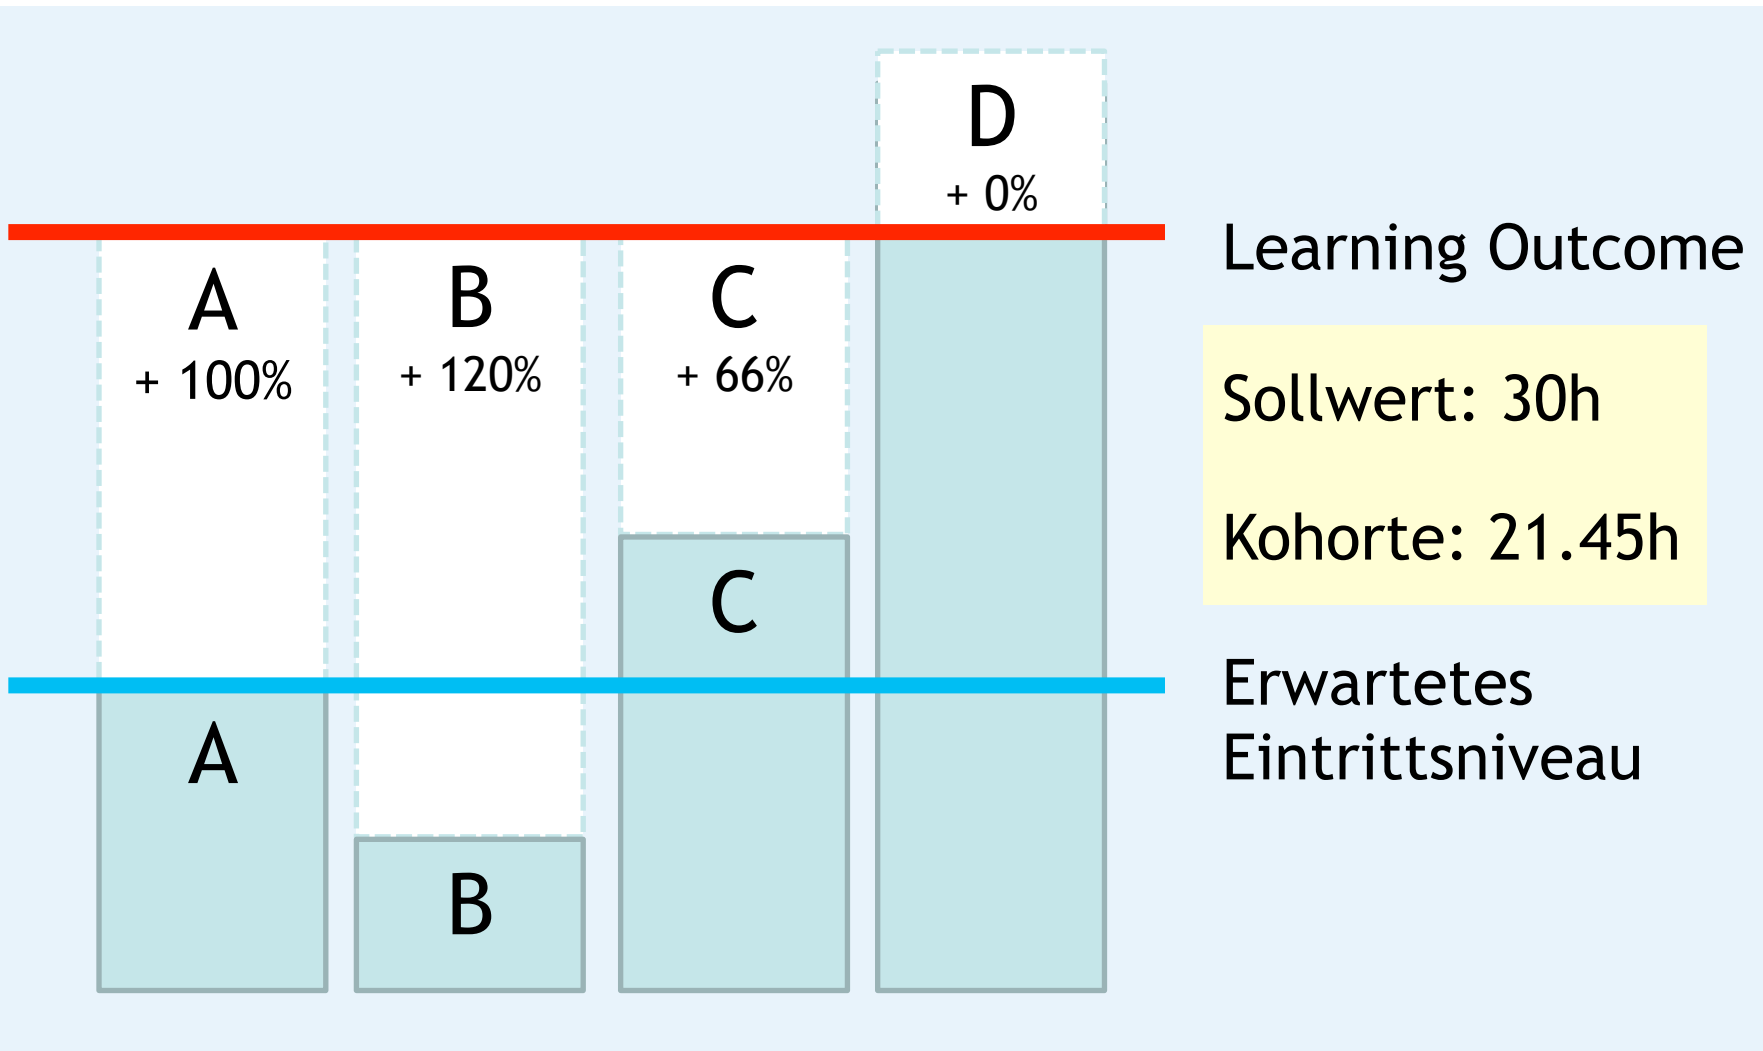 D
+ 0%
Learning Outcome
A
+ 100%
B
+ 120%
C
+ 66%
Sollwert: 30h
Kohorte: 21.45h
C
Erwartetes
Eintrittsniveau
A
B